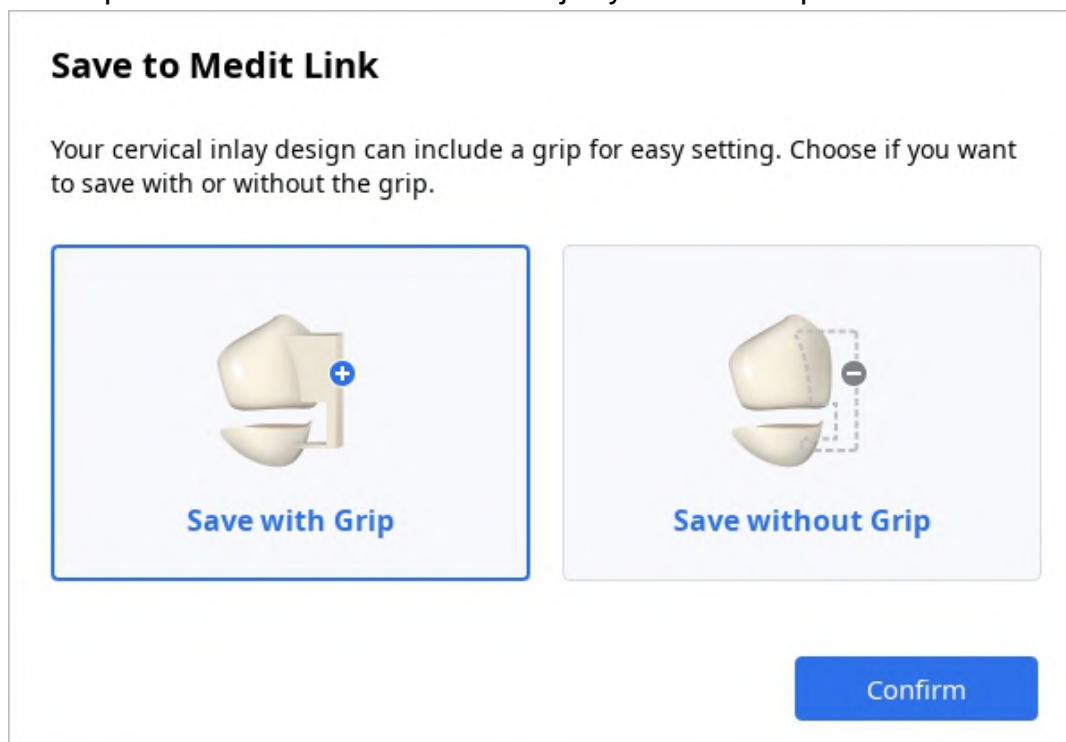 Save to Medit Link
Your cervical inlay design can include a grip for easy setting. Choose if you want
to save with or without the grip.
Save with Grip
Save without Grip
Confirm